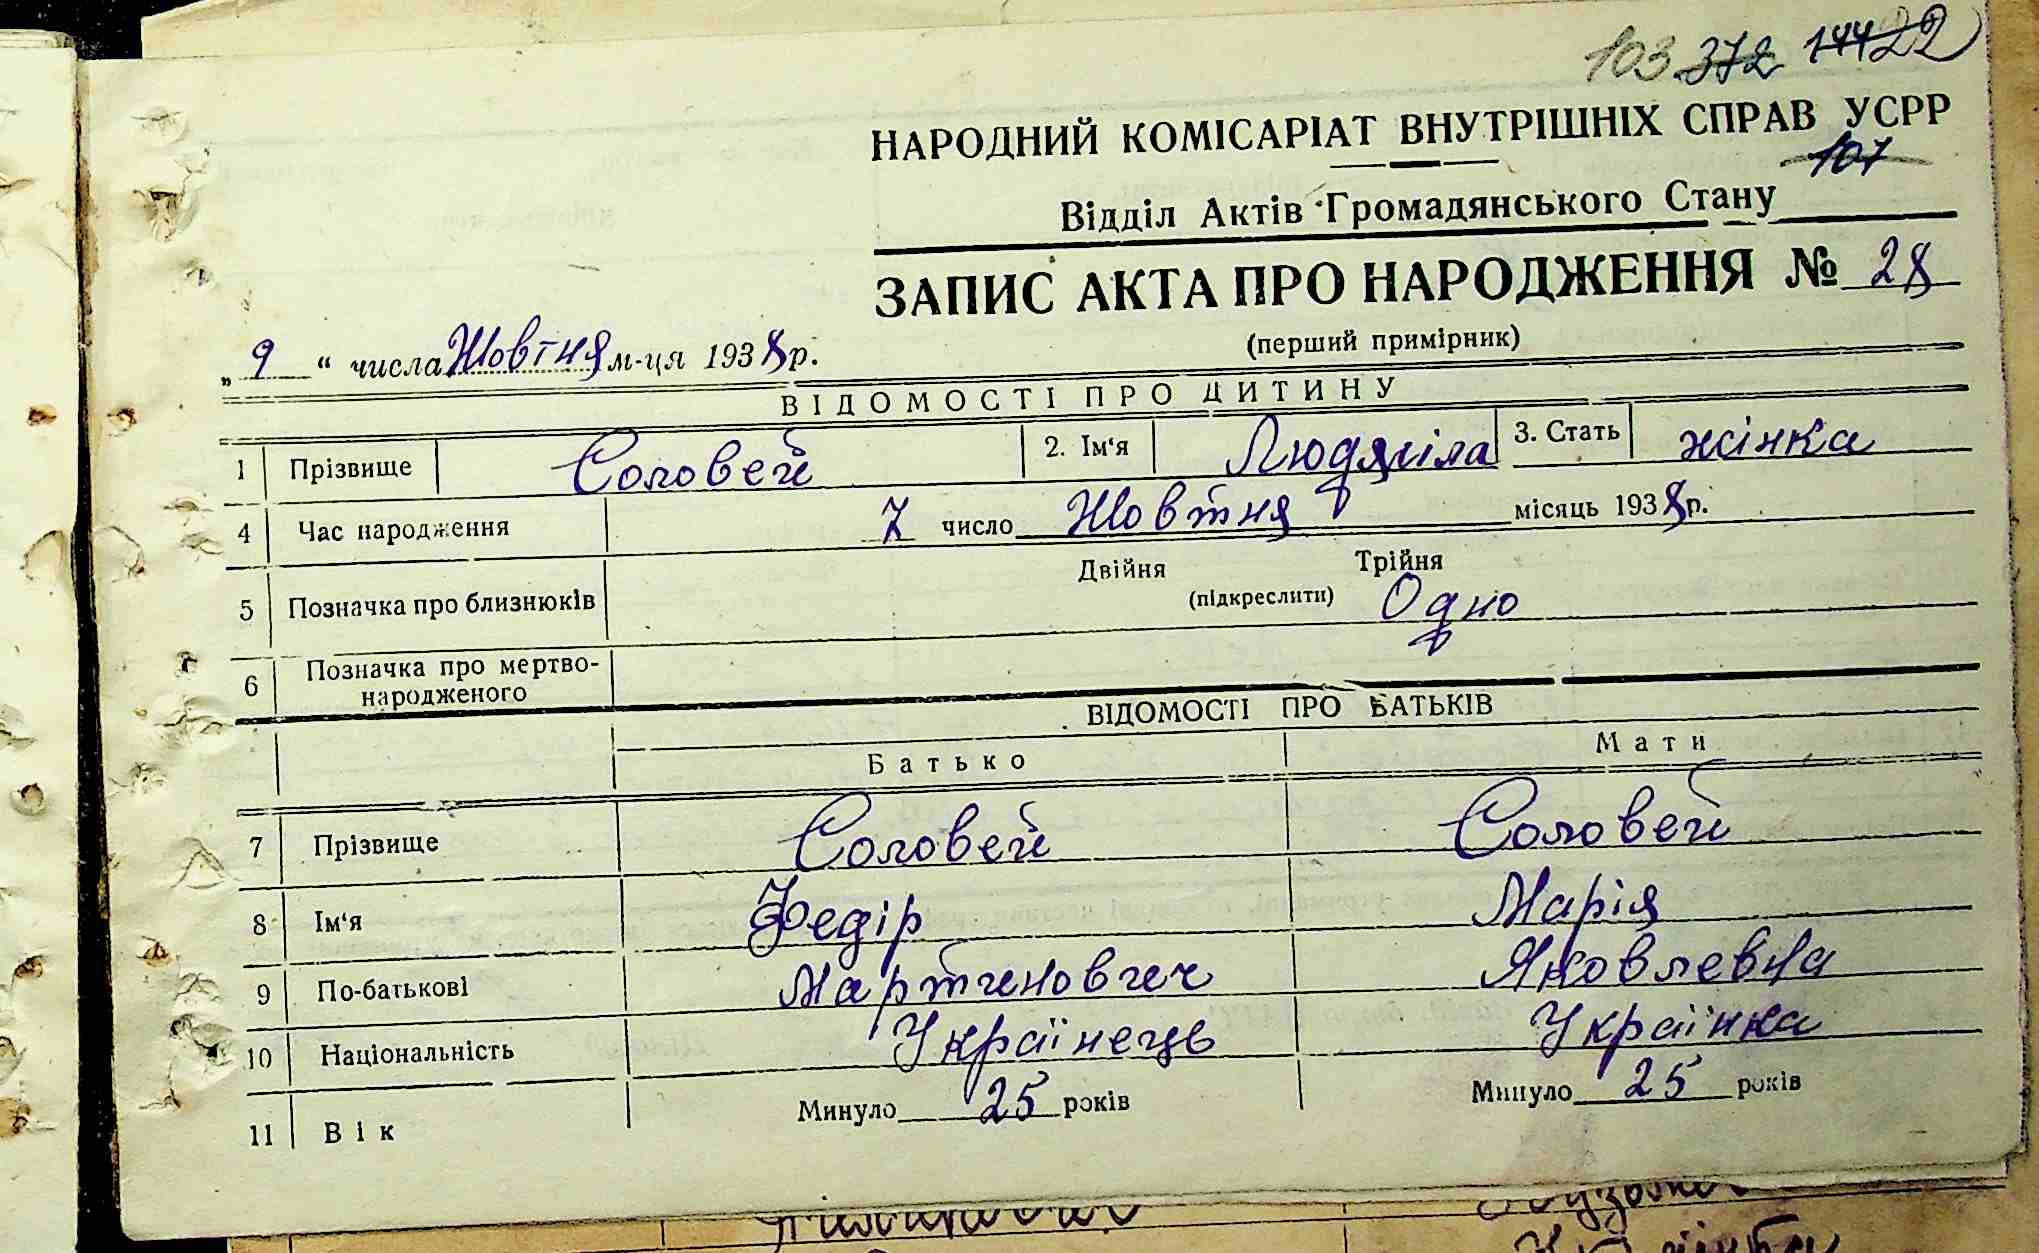 103 372 14422
НАРОДНИЙ КОМІСАРІАТ ВНУТРІШНІХ СПРАВ УСРР
107
Відділ Актів Громадянського Стану
ЗАПИС АКТА ПРО НАРОДЖЕННЯ № 28
(перший примірник)
„ 9 “ числа Жовтня м-ця 1938 р.
ВІДОМОСТІ ПРО ДИТИНУ
1 Прізвище Соловей 2. Ім‘я Людміла 3. Стать жінка
4 Час народження 7 число Жовтня місяць 1938 р.
5 Позначка про близнюків Двійня Трійня
(підкреслити) Одно
6 Позначка про мертво-
народженого
ВІДОМОСТІ ПРО БАТЬКІВ
Батько Мати
7 Прізвище Соловей Соловей
8 Ім‘я Федір Марія
9 По-батькові Мартинович Яковлевна
10 Національність Українець Українка
11 Вік Минуло 25 років Минуло 25 років